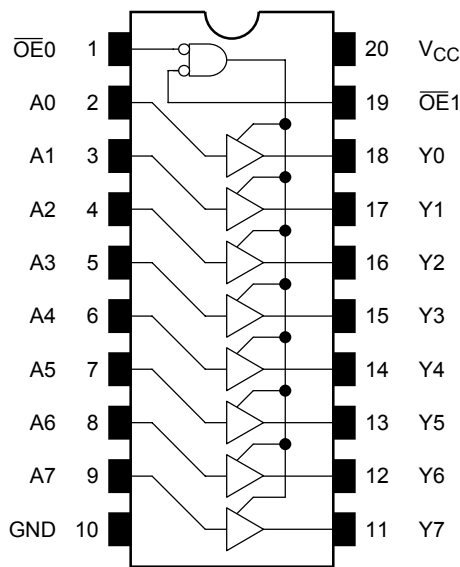 O̅E̅0 1 20 VCC
A0 2 19 O̅E̅1
A1 3 18 Y0
A2 4 17 Y1
A3 5 16 Y2
A4 6 15 Y3
A5 7 14 Y4
A6 8 13 Y5
A7 9 12 Y6
GND 10 11 Y7